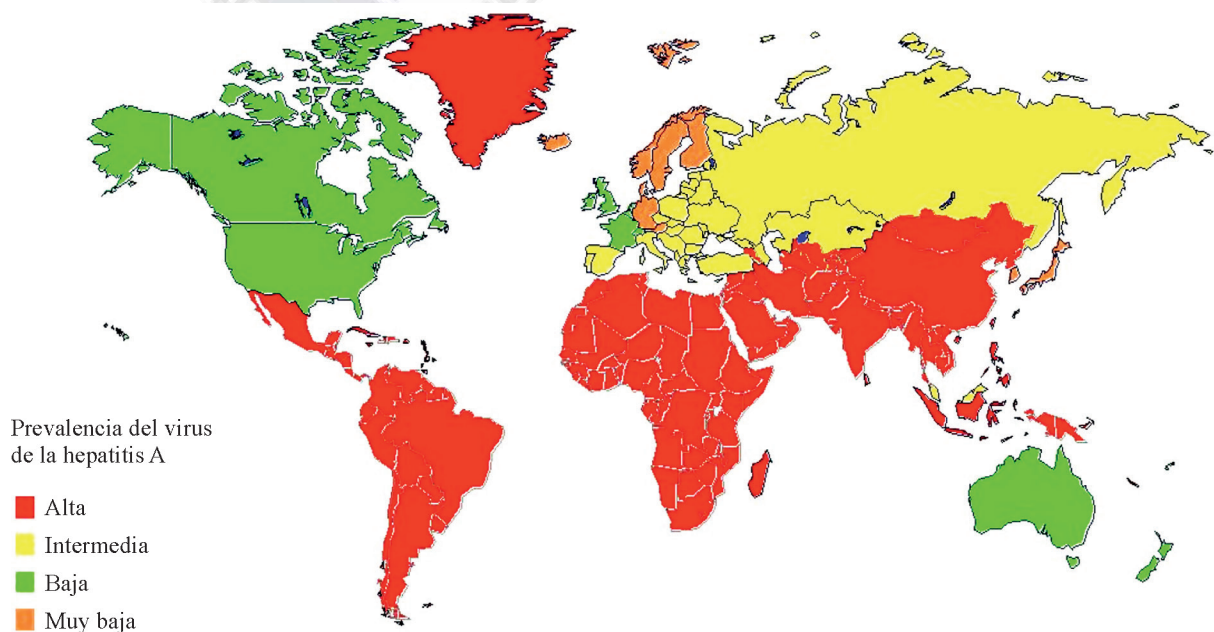 Prevalencia del virus
de la hepatitis A
Alta
Intermedia
Baja
Muy baja